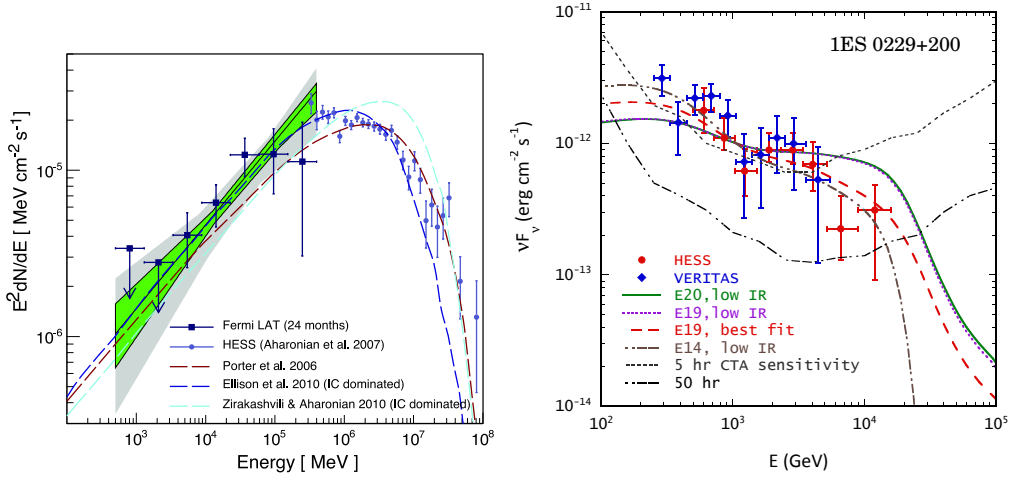 E²dN/dE [ MeV cm⁻² s⁻¹]
10⁻⁵
10⁻⁶
Fermi LAT (24 months)
HESS (Aharonian et al. 2007)
Porter et al. 2006
Ellison et al. 2010 (IC dominated)
Zirakashvili & Aharonian 2010 (IC dominated)
10³ 10⁴ 10⁵ 10⁶ 10⁷ 10⁸
Energy [ MeV ]
1ES 0229+200
νFν (erg cm⁻² s⁻¹)
10⁻¹¹
10⁻¹²
10⁻¹³
10⁻¹⁴
HESS
VERITAS
E20,low IR
E19,low IR
E19, best fit
E14, low IR
5 hr CTA sensitivity
50 hr
10² 10³ 10⁴ 10⁵
E (GeV)